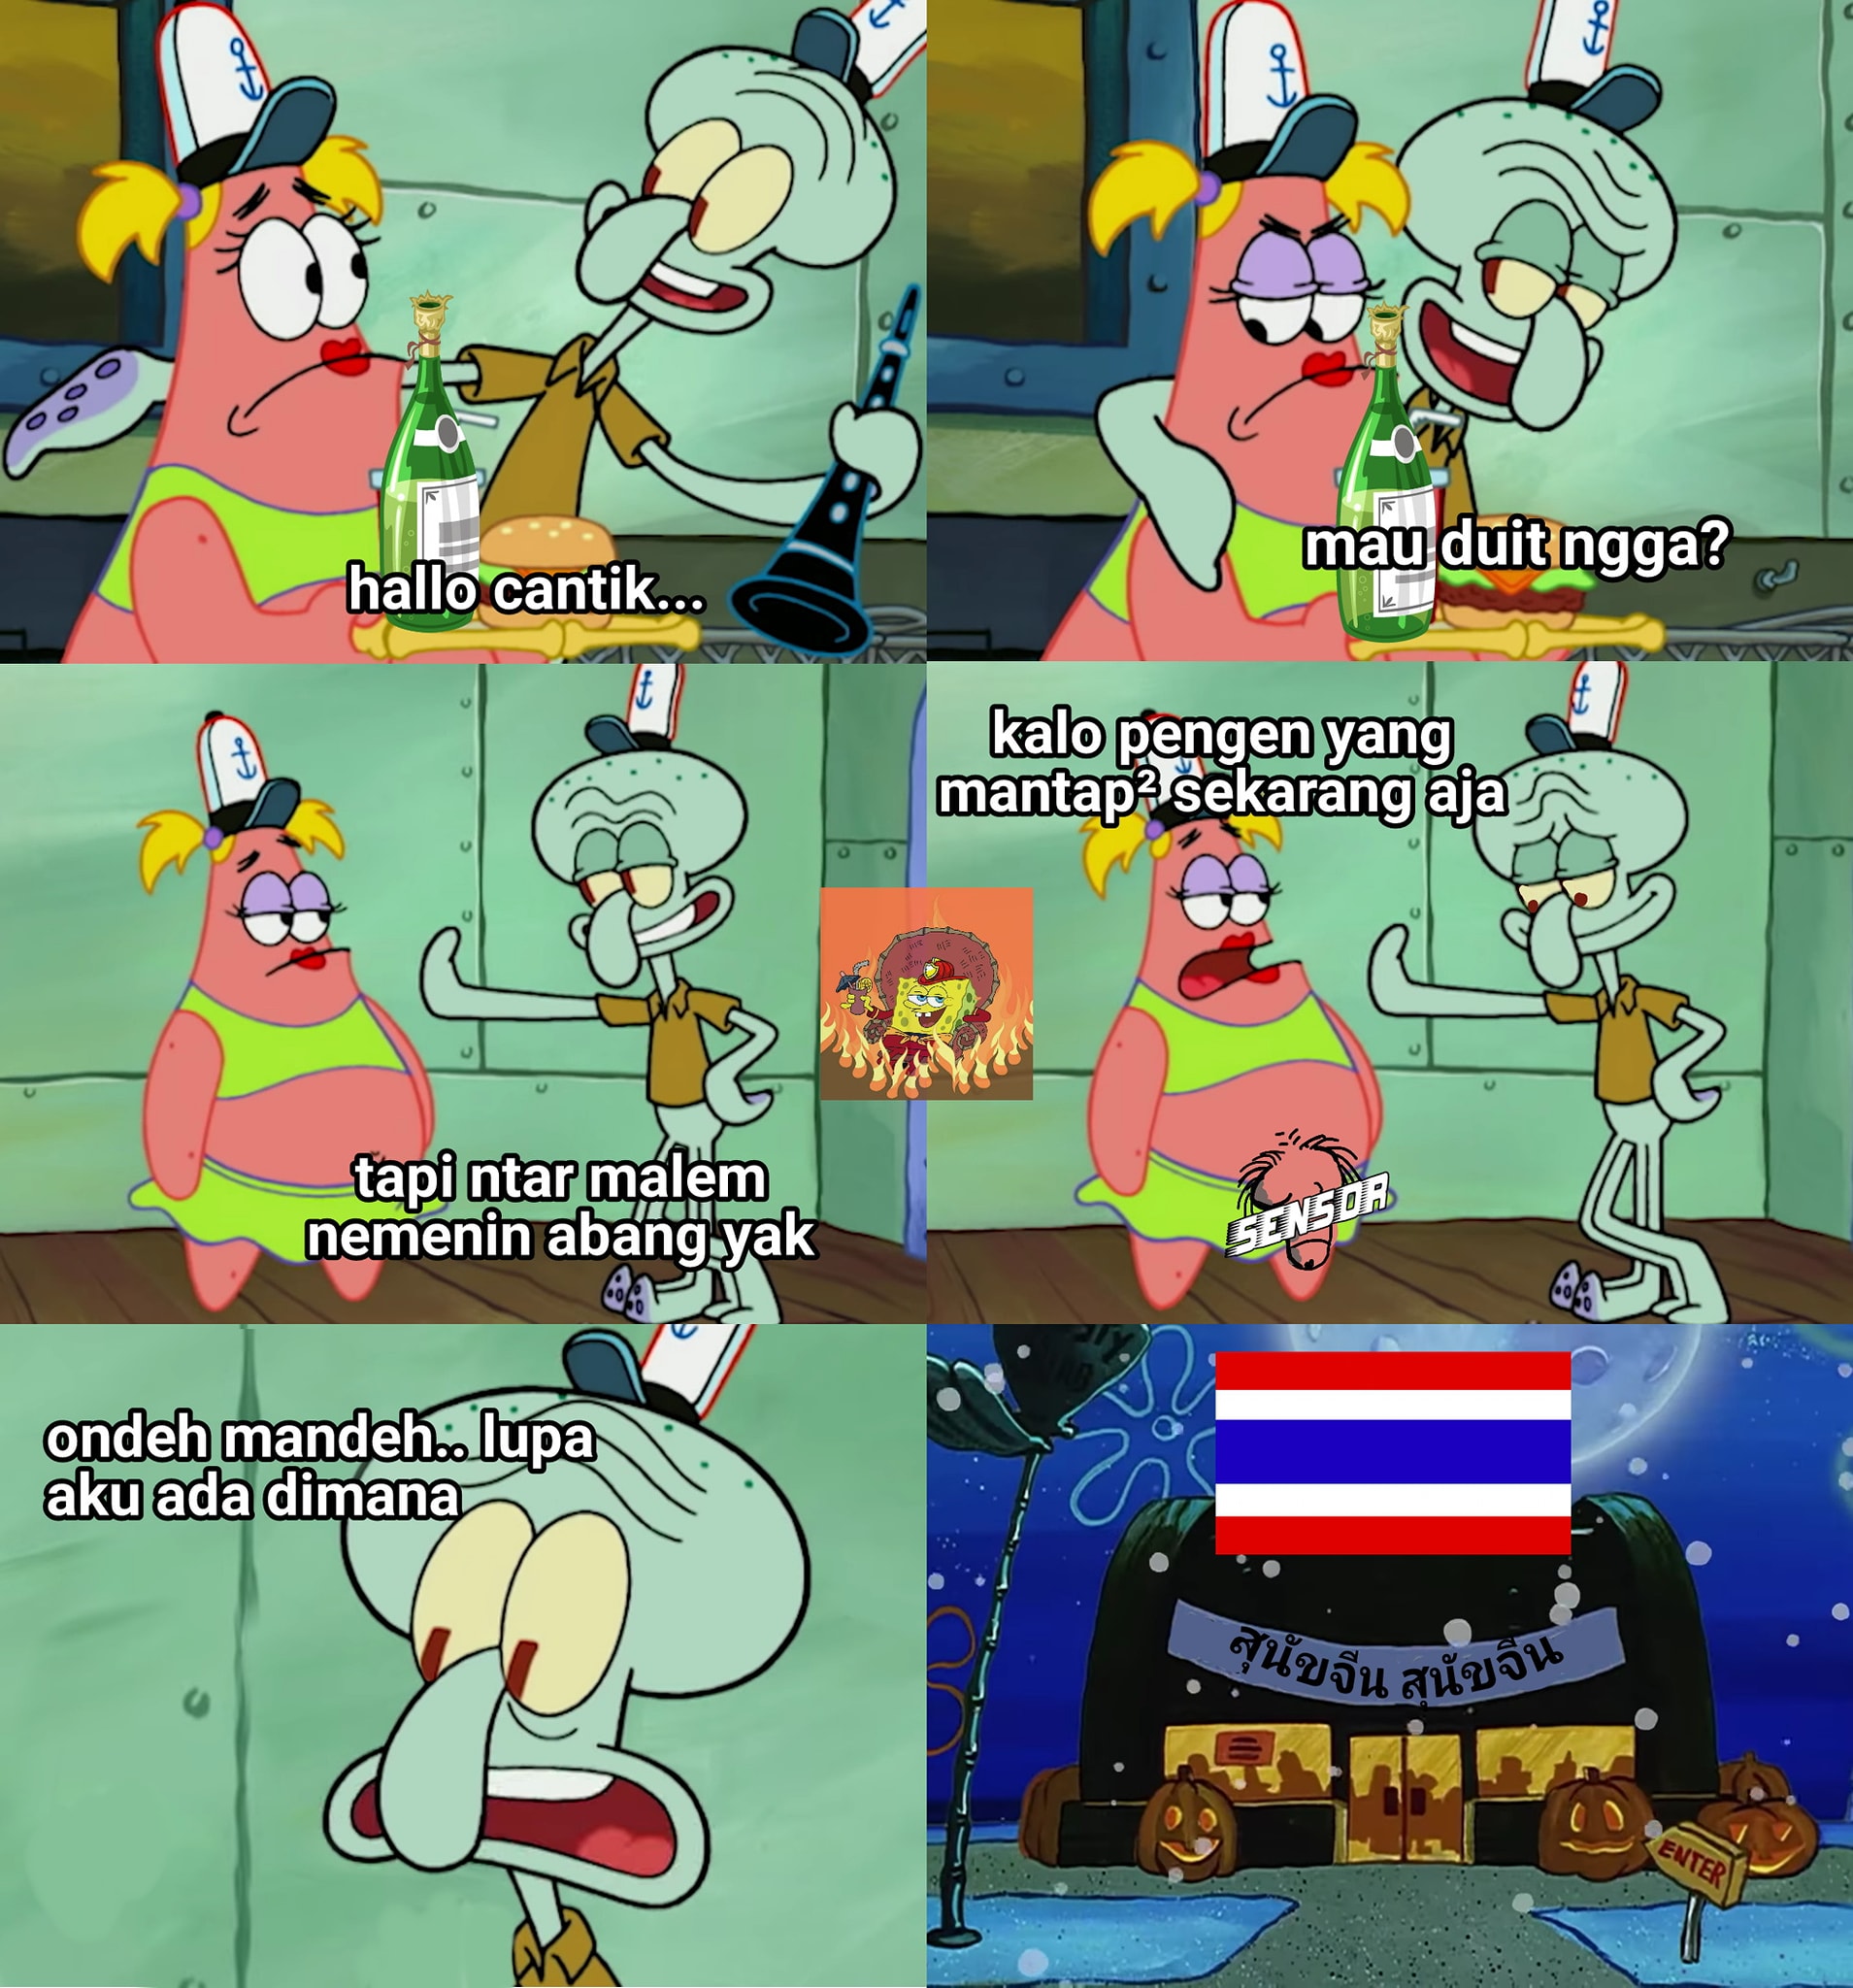 hallo cantik...
mau duit ngga?
tapi ntar malem
nemenin abang yak
kalo pengen yang
mantap² sekarang aja
SENSOR
ondeh mandeh.. lupa
aku ada dimana
สุนัขจีน สุนัขจีน
ENTER